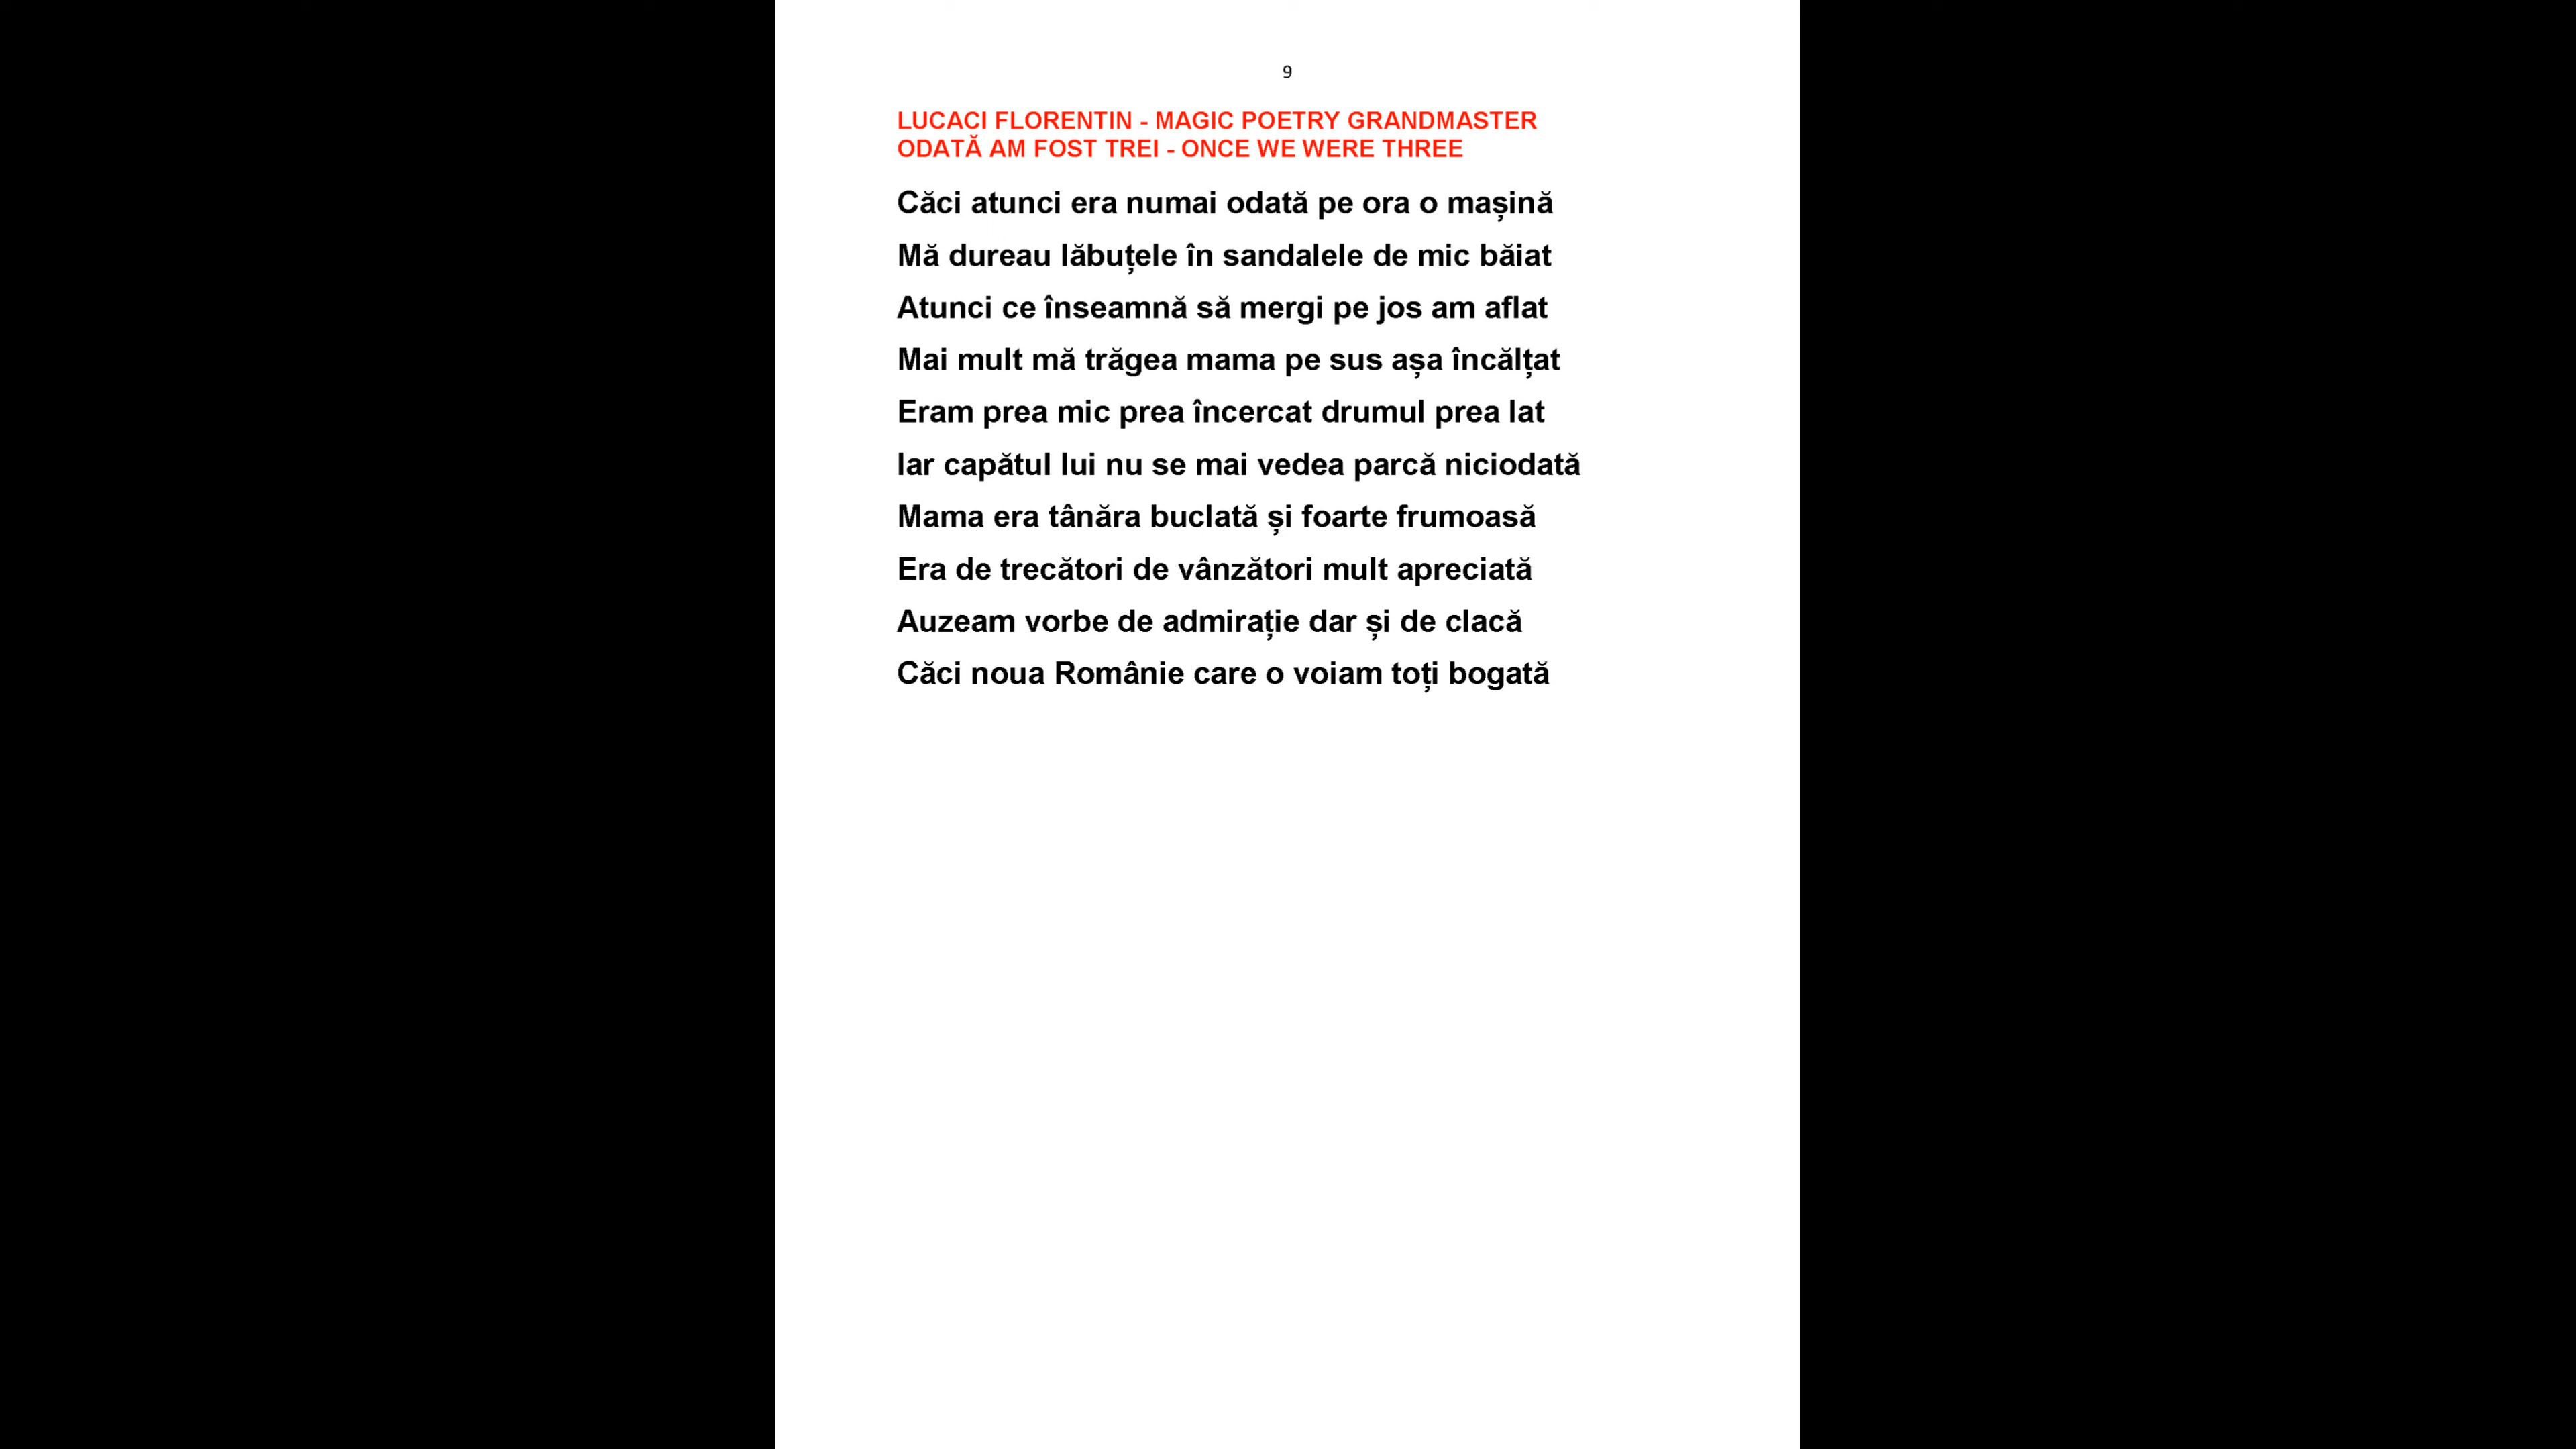 9
LUCACI FLORENTIN - MAGIC POETRY GRANDMASTER
ODATĂ AM FOST TREI - ONCE WE WERE THREE
Căci atunci era numai odată pe ora o mașină
Mă dureau lăbuțele în sandalele de mic băiat
Atunci ce înseamnă să mergi pe jos am aflat
Mai mult mă trăgea mama pe sus așa încălțat
Eram prea mic prea încercat drumul prea lat
Iar capătul lui nu se mai vedea parcă niciodată
Mama era tânăra buclată și foarte frumoasă
Era de trecători de vânzători mult apreciată
Auzeam vorbe de admirație dar și de clacă
Căci noua Românie care o voiam toți bogată